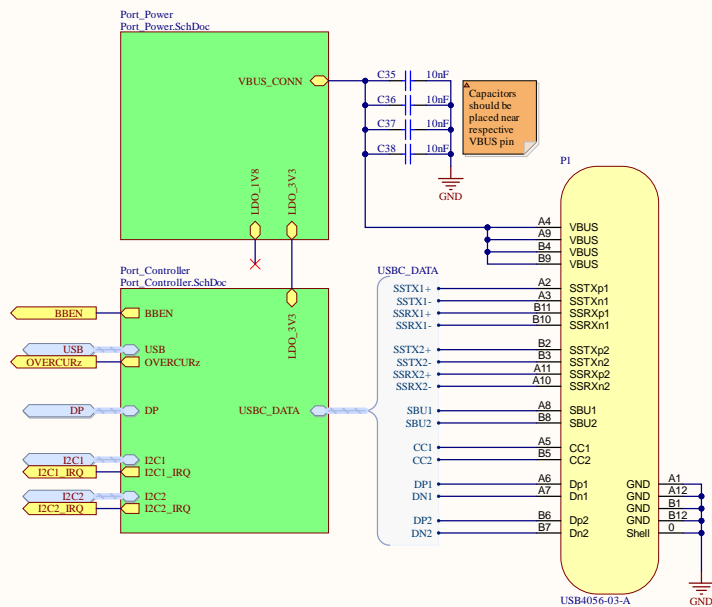 Port_Power
Port_Power.SchDoc
VBUS_CONN
LDO_1V8
LDO_3V3
C35 10nF
C36 10nF
C37 10nF
C38 10nF
GND
Capacitors
should be
placed near
respective
VBUS pin
Port_Controller
Port_Controller.SchDoc
LDO_3V3
BBEN BBEN
USB USB
OVERCURz OVERCURz
DP DP
USBC_DATA
I2C1 I2C1
I2C1_IRQ I2C1_IRQ
I2C2 I2C2
I2C2_IRQ I2C2_IRQ
USBC_DATA
P1
A4 VBUS
A9 VBUS
B4 VBUS
B9 VBUS
SSTX1+ A2 SSTXp1
SSTX1- A3 SSTXn1
SSRX1+ B11 SSRXp1
SSRX1- B10 SSRXn1
SSTX2+ B2 SSTXp2
SSTX2- B3 SSTXn2
SSRX2+ A11 SSRXp2
SSRX2- A10 SSRXn2
SBU1 A8 SBU1
SBU2 B8 SBU2
CC1 A5 CC1
CC2 B5 CC2
DP1 A6 Dp1 GND A1
DN1 A7 Dn1 GND A12
GND B1
DP2 B6 Dp2 GND B12
DN2 B7 Dn2 Shell 0
USB4056-03-A
GND